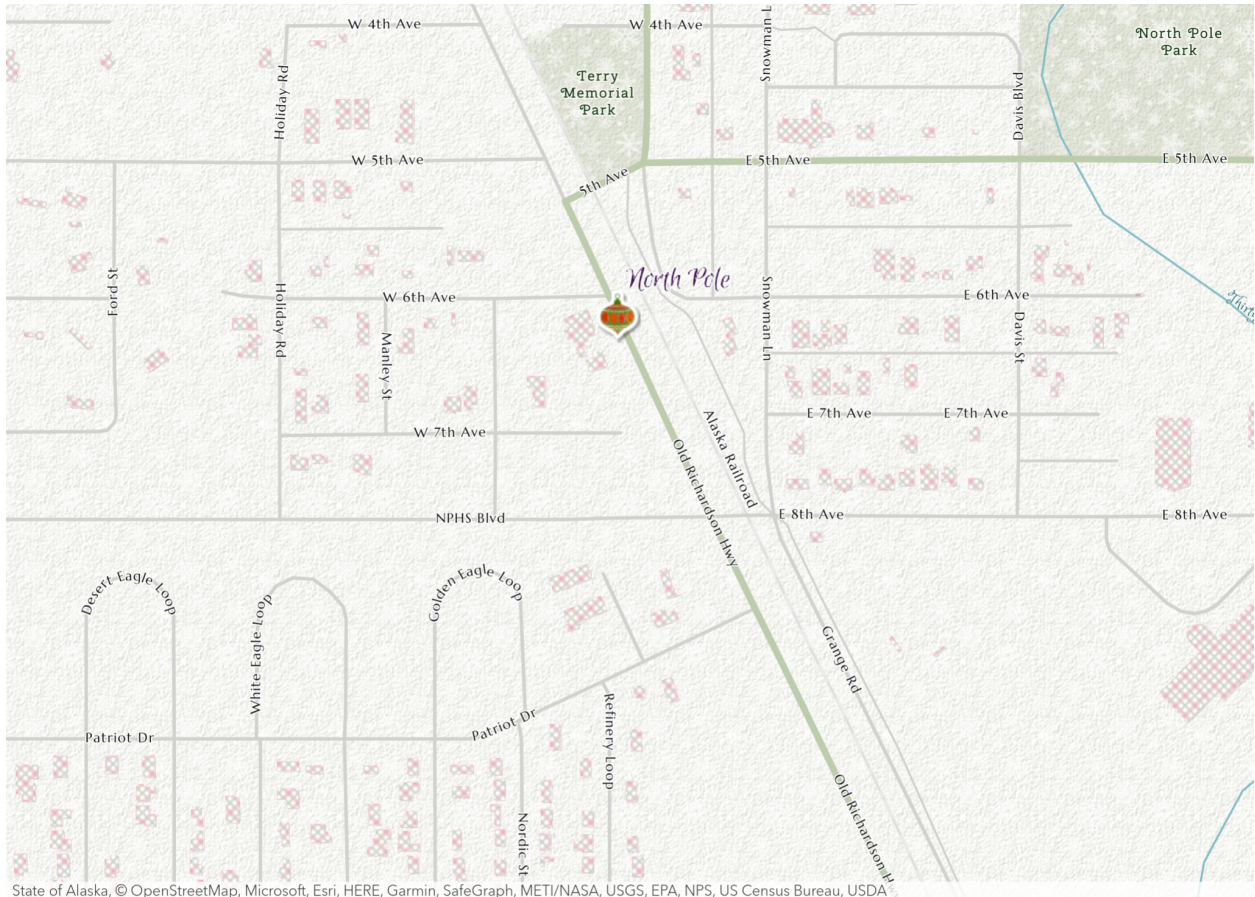 W 4th Ave
W 4th Ave
Snowman L
North Pole
Park
Terry
Memorial
Park
Holiday Rd
Davis Blvd
W 5th Ave
E 5th Ave
E 5th Ave
5th Ave
North Pole
Ford St
Holiday Rd
W 6th Ave
Snowman Ln
E 6th Ave
Davis St
Manley St
W 7th Ave
E 7th Ave
E 7th Ave
Alaska Railroad
Old Richardson Hwy
NPHS Blvd
E 8th Ave
E 8th Ave
Desert Eagle Loop
White Eagle Loop
Golden Eagle Loop
Grange Rd
Patriot Dr
Patriot Dr
Refinery Loop
Nordic St
Old Richardson H
State of Alaska, © OpenStreetMap, Microsoft, Esri, HERE, Garmin, SafeGraph, METI/NASA, USGS, EPA, NPS, US Census Bureau, USDA